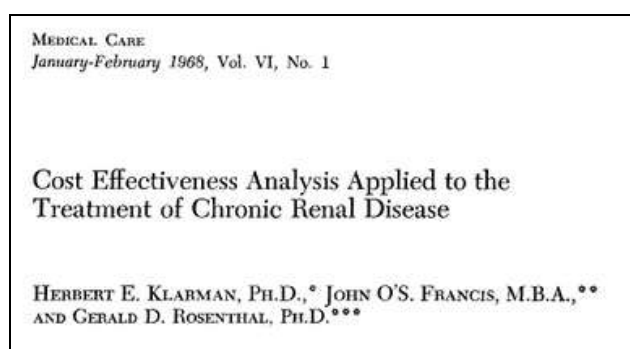 MEDICAL CARE
January-February 1968, Vol. VI, No. 1
Cost Effectiveness Analysis Applied to the
Treatment of Chronic Renal Disease
HERBERT E. KLARMAN, PH.D.,* JOHN O'S. FRANCIS, M.B.A.,**
AND GERALD D. ROSENTHAL, PH.D.***